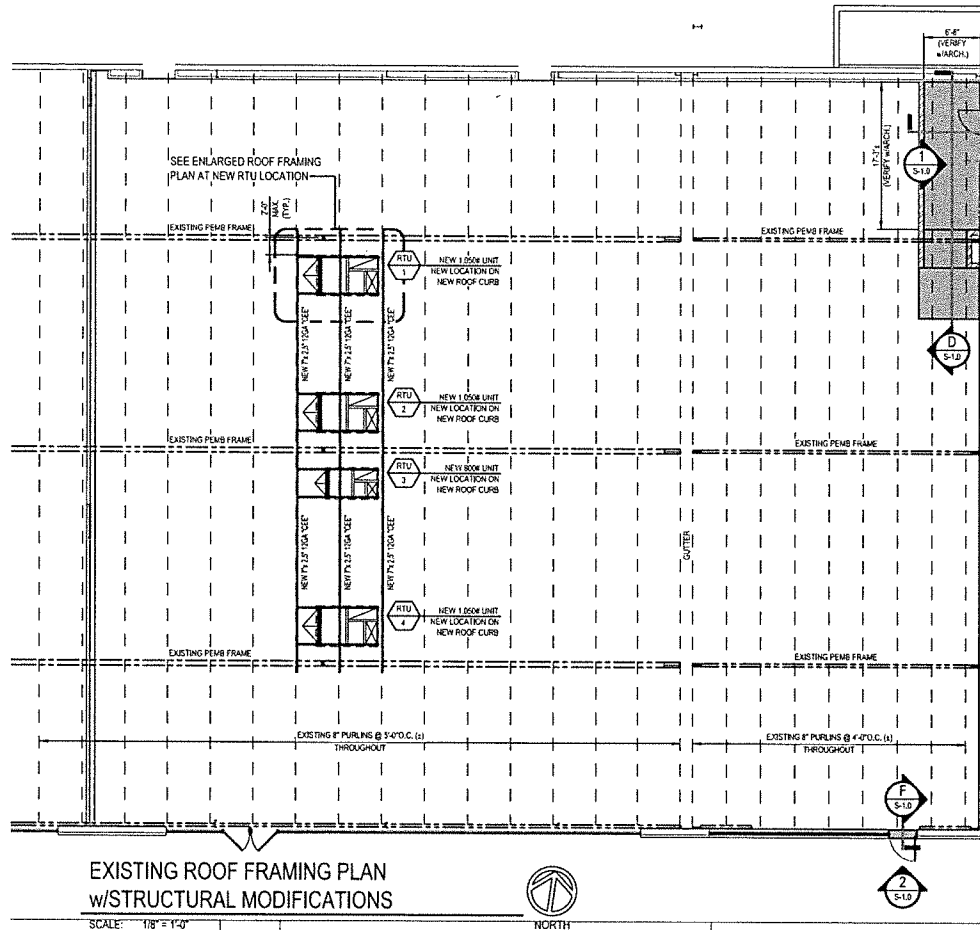 6'-8"
(VERIFY
w/ARCH.)
17'-3"±
(VERIFY w/ARCH.)
1
S-1.0
SEE ENLARGED ROOF FRAMING
PLAN AT NEW RTU LOCATION
2'-0"
MAX.
(TYP.)
EXISTING PEMB FRAME
EXISTING PEMB FRAME
RTU
1
NEW 1,050# UNIT
NEW LOCATION ON
NEW ROOF CURB
D
S-1.0
NEW 7"x 2.5" 12GA "CEE"
NEW 7"x 2.5" 12GA "CEE"
NEW 7"x 2.5" 12GA "CEE"
RTU
2
NEW 1,050# UNIT
NEW LOCATION ON
NEW ROOF CURB
EXISTING PEMB FRAME
EXISTING PEMB FRAME
RTU
3
NEW 800# UNIT
NEW LOCATION ON
NEW ROOF CURB
GUTTER
NEW 7"x 2.5" 12GA "CEE"
NEW 7"x 2.5" 12GA "CEE"
NEW 7"x 2.5" 12GA "CEE"
RTU
4
NEW 1,050# UNIT
NEW LOCATION ON
NEW ROOF CURB
EXISTING PEMB FRAME
EXISTING PEMB FRAME
EXISTING 8" PURLINS @ 5'-0"O.C. (±)
THROUGHOUT
EXISTING 8" PURLINS @ 4'-0"O.C. (±)
THROUGHOUT
F
S-1.0
2
S-1.0
EXISTING ROOF FRAMING PLAN
w/STRUCTURAL MODIFICATIONS
SCALE: 1/8" = 1'-0"
NORTH